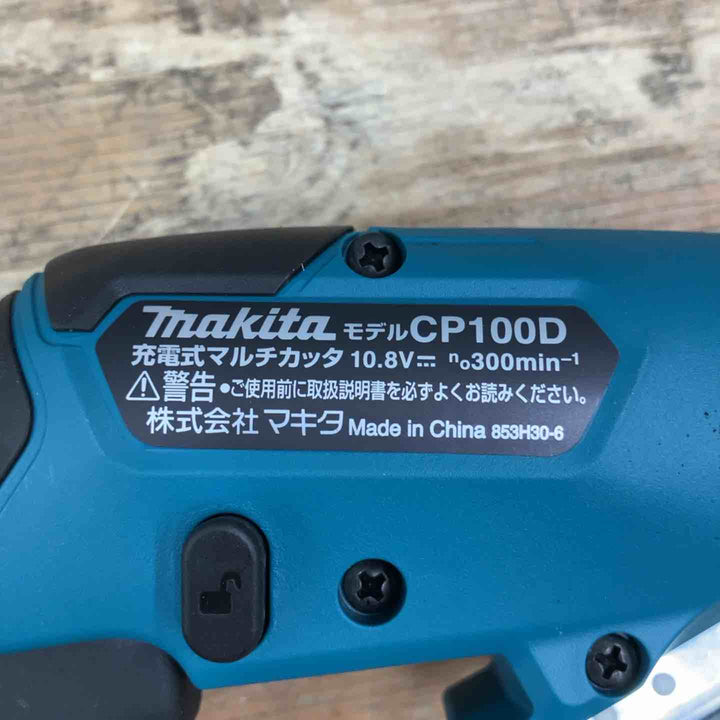 makita モデルCP100D
充電式マルチカッタ 10.8V⎓ n₀300min⁻¹
⚠警告 ●ご使用前に取扱説明書を必ずよくお読みください。
株式会社 マキタ Made in China 853H30-6